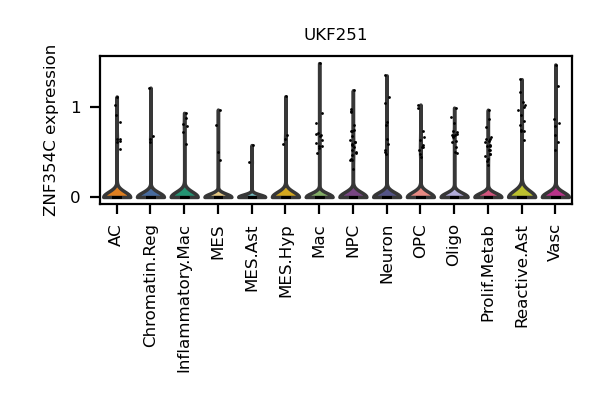 UKF251
ZNF354C expression
1
0
AC
Chromatin.Reg
Inflammatory.Mac
MES
MES.Ast
MES.Hyp
Mac
NPC
Neuron
OPC
Oligo
Prolif.Metab
Reactive.Ast
Vasc